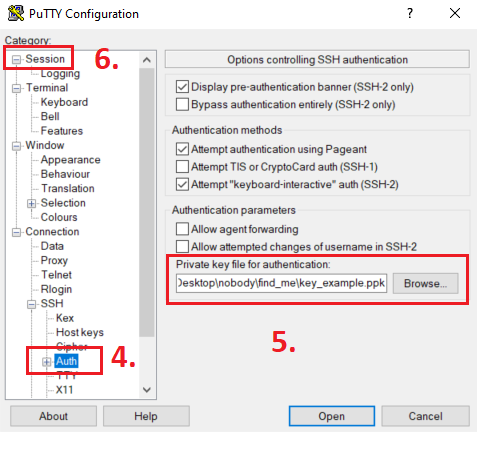 PuTTY Configuration
?
Category:
Session
6.
Logging
Terminal
Keyboard
Bell
Features
Window
Appearance
Behaviour
Translation
Selection
Colours
Connection
Data
Proxy
Telnet
Rlogin
SSH
Kex
Host keys
Cipher
Auth
4.
TTY
X11
Options controlling SSH authentication
Display pre-authentication banner (SSH-2 only)
Bypass authentication entirely (SSH-2 only)
Authentication methods
Attempt authentication using Pageant
Attempt TIS or CryptoCard auth (SSH-1)
Attempt "keyboard-interactive" auth (SSH-2)
Authentication parameters
Allow agent forwarding
Allow attempted changes of username in SSH-2
Private key file for authentication:
Desktop\nobody\find_me\key_example.ppk Browse...
5.
About Help Open Cancel